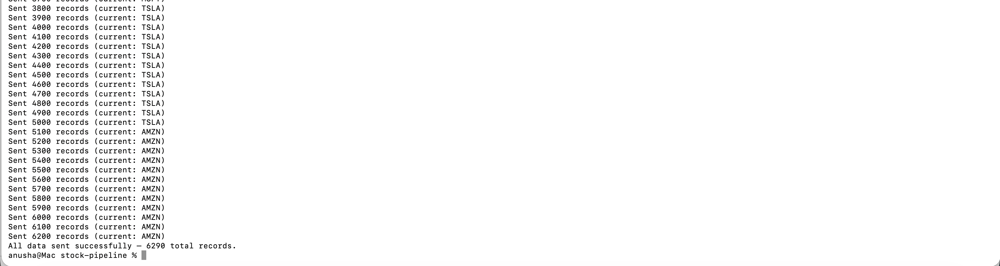 Sent 3800 records (current: TSLA)
Sent 3900 records (current: TSLA)
Sent 4000 records (current: TSLA)
Sent 4100 records (current: TSLA)
Sent 4200 records (current: TSLA)
Sent 4300 records (current: TSLA)
Sent 4400 records (current: TSLA)
Sent 4500 records (current: TSLA)
Sent 4600 records (current: TSLA)
Sent 4700 records (current: TSLA)
Sent 4800 records (current: TSLA)
Sent 4900 records (current: TSLA)
Sent 5000 records (current: TSLA)
Sent 5100 records (current: AMZN)
Sent 5200 records (current: AMZN)
Sent 5300 records (current: AMZN)
Sent 5400 records (current: AMZN)
Sent 5500 records (current: AMZN)
Sent 5600 records (current: AMZN)
Sent 5700 records (current: AMZN)
Sent 5800 records (current: AMZN)
Sent 5900 records (current: AMZN)
Sent 6000 records (current: AMZN)
Sent 6100 records (current: AMZN)
Sent 6200 records (current: AMZN)
All data sent successfully — 6290 total records.
anusha@Mac stock-pipeline %